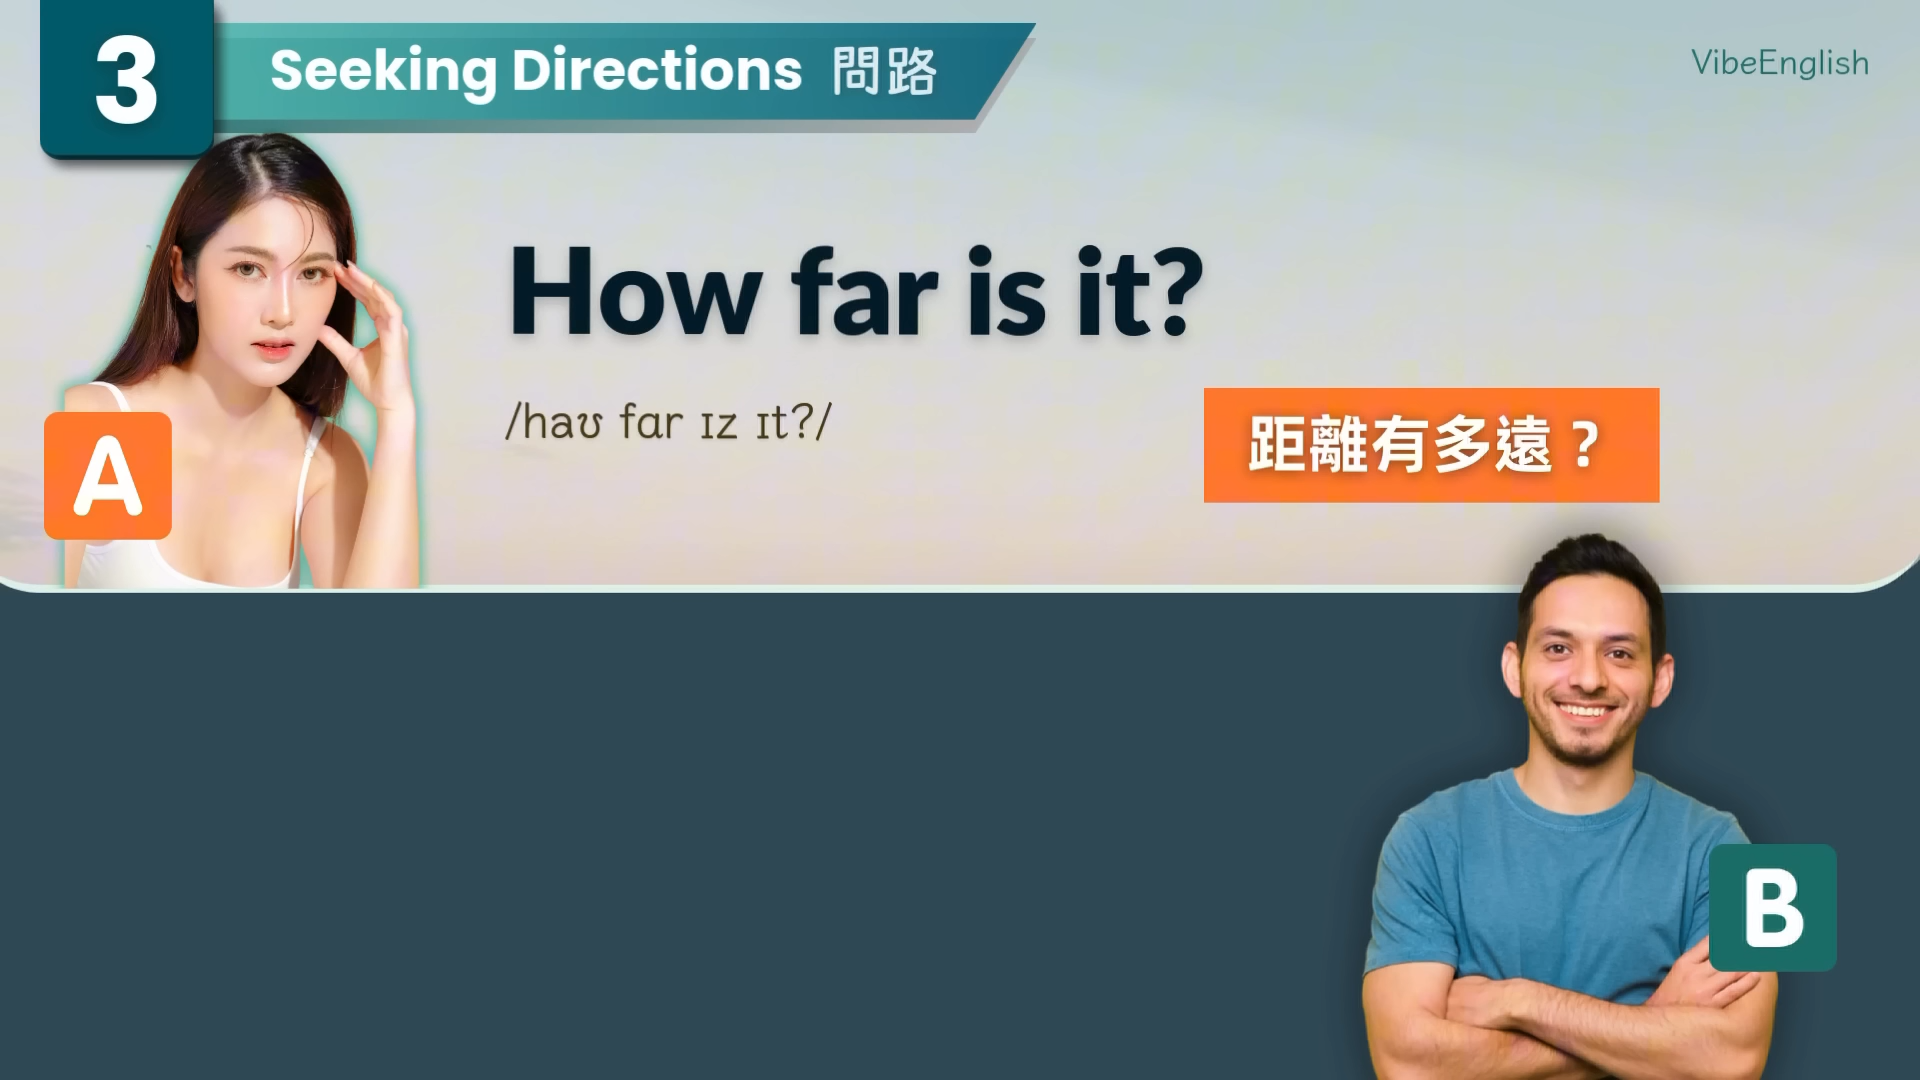 3
Seeking Directions 問路
VibeEnglish
How far is it?
/haʊ fɑr ɪz ɪt?/
距離有多遠？
A
B